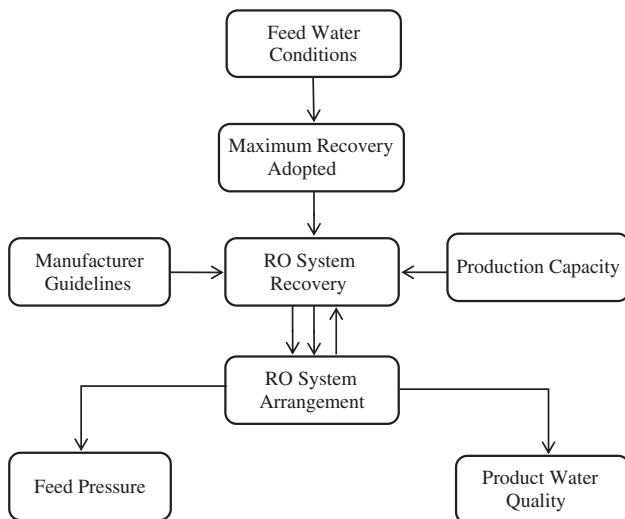 Feed Water
Conditions
Maximum Recovery
Adopted
Manufacturer
Guidelines
RO System
Recovery
Production Capacity
RO System
Arrangement
Feed Pressure
Product Water
Quality